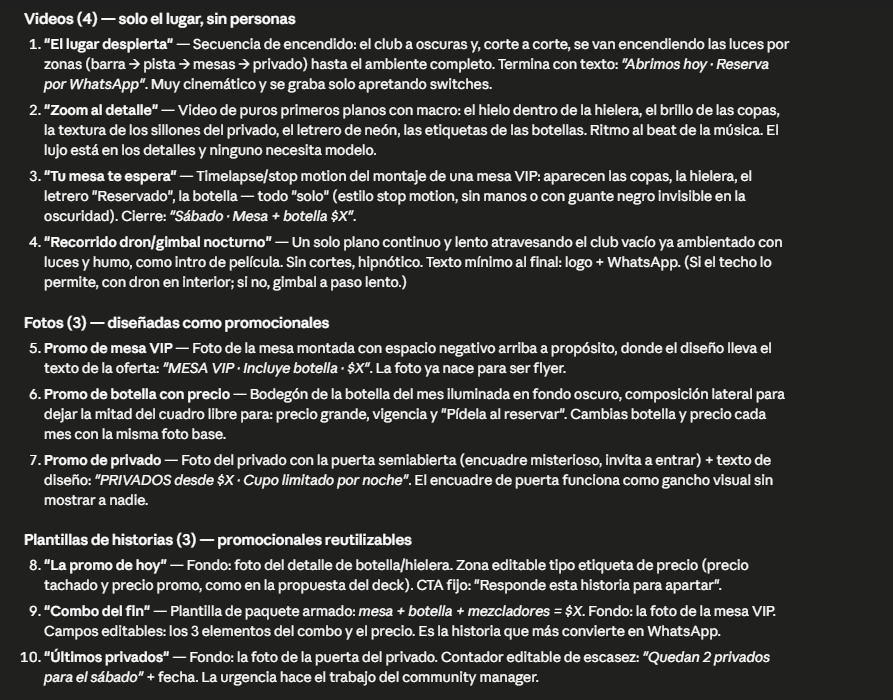 Videos (4) — solo el lugar, sin personas
1. "El lugar despierta" — Secuencia de encendido: el club a oscuras y, corte a corte, se van encendiendo las luces por
zonas (barra → pista → mesas → privado) hasta el ambiente completo. Termina con texto: "Abrimos hoy · Reserva
por WhatsApp". Muy cinemático y se graba solo apretando switches.
2. "Zoom al detalle" — Video de puros primeros planos con macro: el hielo dentro de la hielera, el brillo de las copas,
la textura de los sillones del privado, el letrero de neón, las etiquetas de las botellas. Ritmo al beat de la música. El
lujo está en los detalles y ninguno necesita modelo.
3. "Tu mesa te espera" — Timelapse/stop motion del montaje de una mesa VIP: aparecen las copas, la hielera, el
letrero "Reservado", la botella — todo "solo" (estilo stop motion, sin manos o con guante negro invisible en la
oscuridad). Cierre: "Sábado · Mesa + botella $X".
4. "Recorrido dron/gimbal nocturno" — Un solo plano continuo y lento atravesando el club vacío ya ambientado con
luces y humo, como intro de película. Sin cortes, hipnótico. Texto mínimo al final: logo + WhatsApp. (Si el techo lo
permite, con dron en interior; si no, gimbal a paso lento.)
Fotos (3) — diseñadas como promocionales
5. Promo de mesa VIP — Foto de la mesa montada con espacio negativo arriba a propósito, donde el diseño lleva el
texto de la oferta: "MESA VIP · Incluye botella · $X". La foto ya nace para ser flyer.
6. Promo de botella con precio — Bodegón de la botella del mes iluminada en fondo oscuro, composición lateral para
dejar la mitad del cuadro libre para: precio grande, vigencia y "Pídela al reservar". Cambias botella y precio cada
mes con la misma foto base.
7. Promo de privado — Foto del privado con la puerta semiabierta (encuadre misterioso, invita a entrar) + texto de
diseño: "PRIVADOS desde $X · Cupo limitado por noche". El encuadre de puerta funciona como gancho visual sin
mostrar a nadie.
Plantillas de historias (3) — promocionales reutilizables
8. "La promo de hoy" — Fondo: foto del detalle de botella/hielera. Zona editable tipo etiqueta de precio (precio
tachado y precio promo, como en la propuesta del deck). CTA fijo: "Responde esta historia para apartar".
9. "Combo del fin" — Plantilla de paquete armado: mesa + botella + mezcladores = $X. Fondo: la foto de la mesa VIP.
Campos editables: los 3 elementos del combo y el precio. Es la historia que más convierte en WhatsApp.
10. "Últimos privados" — Fondo: la foto de la puerta del privado. Contador editable de escasez: "Quedan 2 privados
para el sábado" + fecha. La urgencia hace el trabajo del community manager.